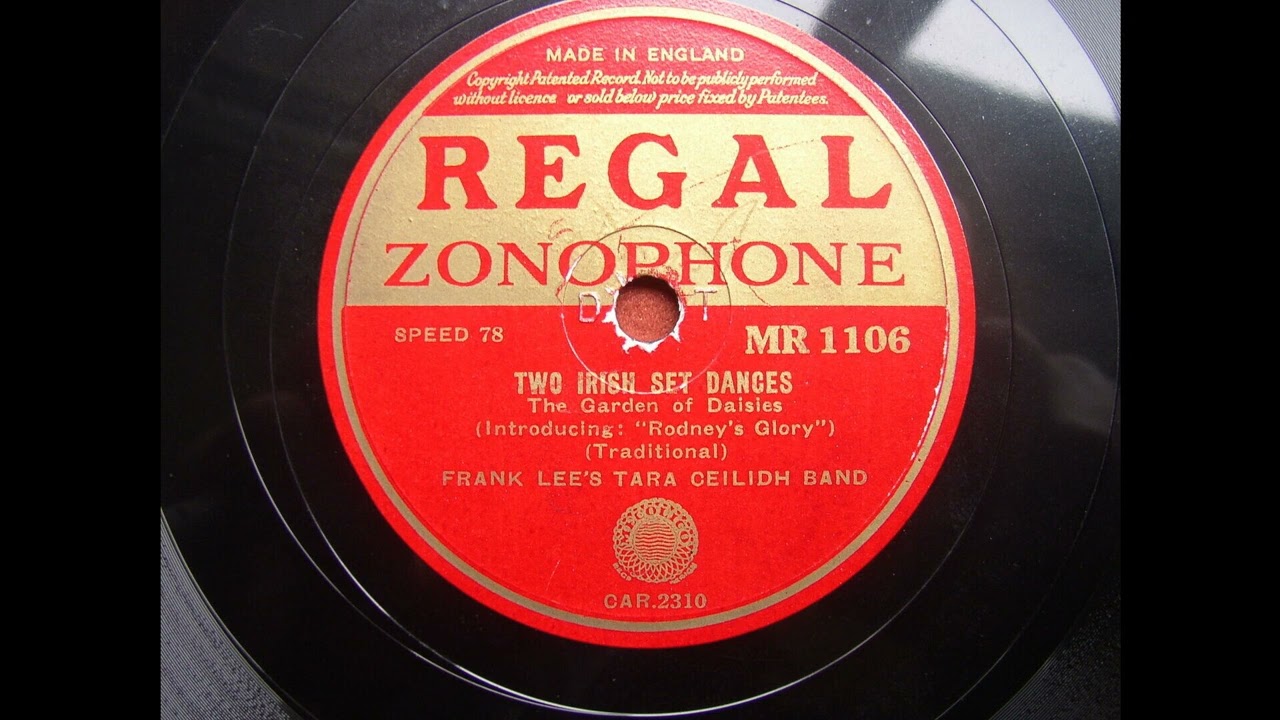 MADE IN ENGLAND
Copyright Patented Record. Not to be publicly performed
without licence or sold below price fixed by Patentees.
REGAL
ZONOPHONE
SPEED 78
MR 1106
TWO IRISH SET DANCES
The Garden of Daisies
(Introducing: "Rodney's Glory")
(Traditional)
FRANK LEE'S TARA CEILIDH BAND
CAR.2310